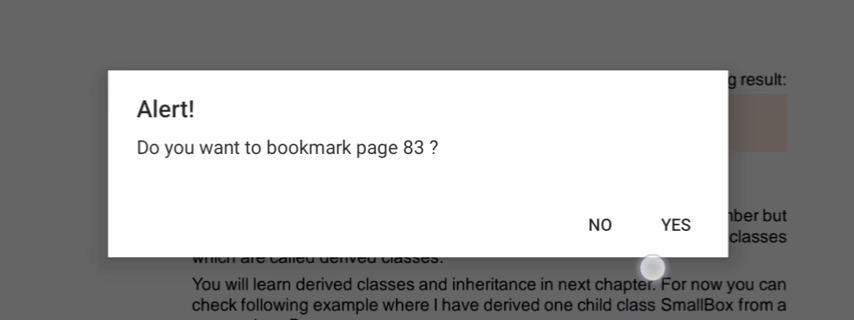 g result:
Alert!
Do you want to bookmark page 83 ?
NO YES
but
classes
which are called derived classes.
You will learn derived classes and inheritance in next chapter. For now you can
check following example where I have derived one child class SmallBox from a